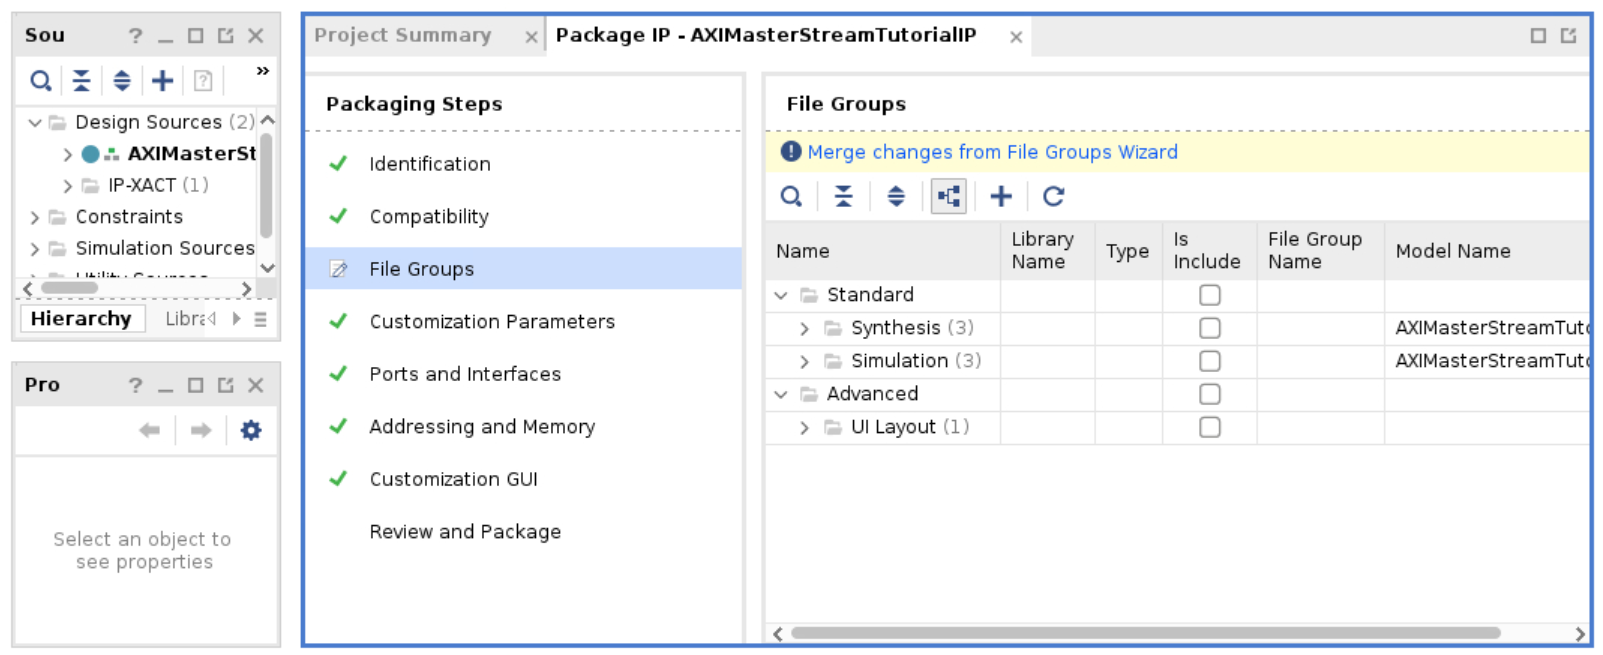 Sou
Design Sources (2)
AXIMasterSt
IP-XACT (1)
Constraints
Simulation Sources
Utility Sources
Hierarchy
Libra
Pro
Select an object to
see properties
Project Summary
Package IP - AXIMasterStreamTutorialIP
Packaging Steps
Identification
Compatibility
File Groups
Customization Parameters
Ports and Interfaces
Addressing and Memory
Customization GUI
Review and Package
File Groups
Merge changes from File Groups Wizard
Name
Library
Name
Type
Is
Include
File Group
Name
Model Name
Standard
Synthesis (3)
AXIMasterStreamTuto
Simulation (3)
AXIMasterStreamTuto
Advanced
UI Layout (1)